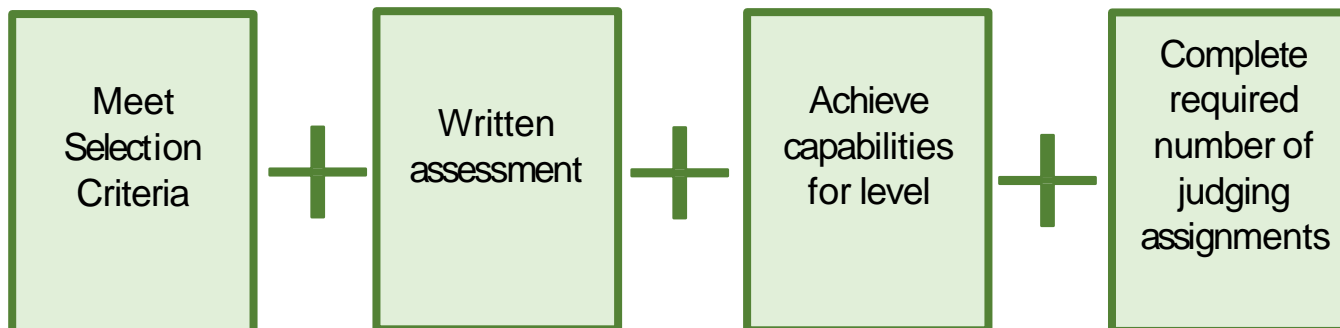 Meet
Selection
Criteria
Written
assessment
Achieve
capabilities
for level
Complete
required
number of
judging
assignments